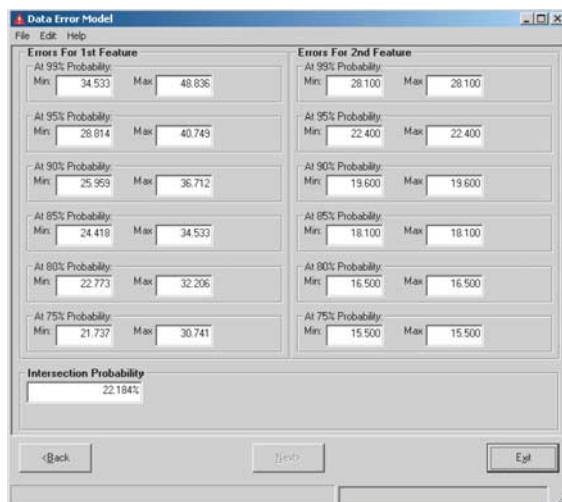 Data Error Model
File Edit Help
Errors For 1st Feature
At 99% Probability:
Min: 34.533 Max 48.836
At 95% Probability:
Min: 28.814 Max 40.749
At 90% Probability:
Min: 25.959 Max 36.712
At 85% Probability:
Min: 24.418 Max 34.533
At 80% Probability:
Min: 22.773 Max 32.206
At 75% Probability:
Min: 21.737 Max 30.741
Errors For 2nd Feature
At 99% Probability:
Min: 28.100 Max 28.100
At 95% Probability:
Min: 22.400 Max 22.400
At 90% Probability:
Min: 19.600 Max 19.600
At 85% Probability:
Min: 18.100 Max 18.100
At 80% Probability:
Min: 16.500 Max 16.500
At 75% Probability:
Min: 15.500 Max 15.500
Intersection Probability
22.184%
<Back
Next>
Exit